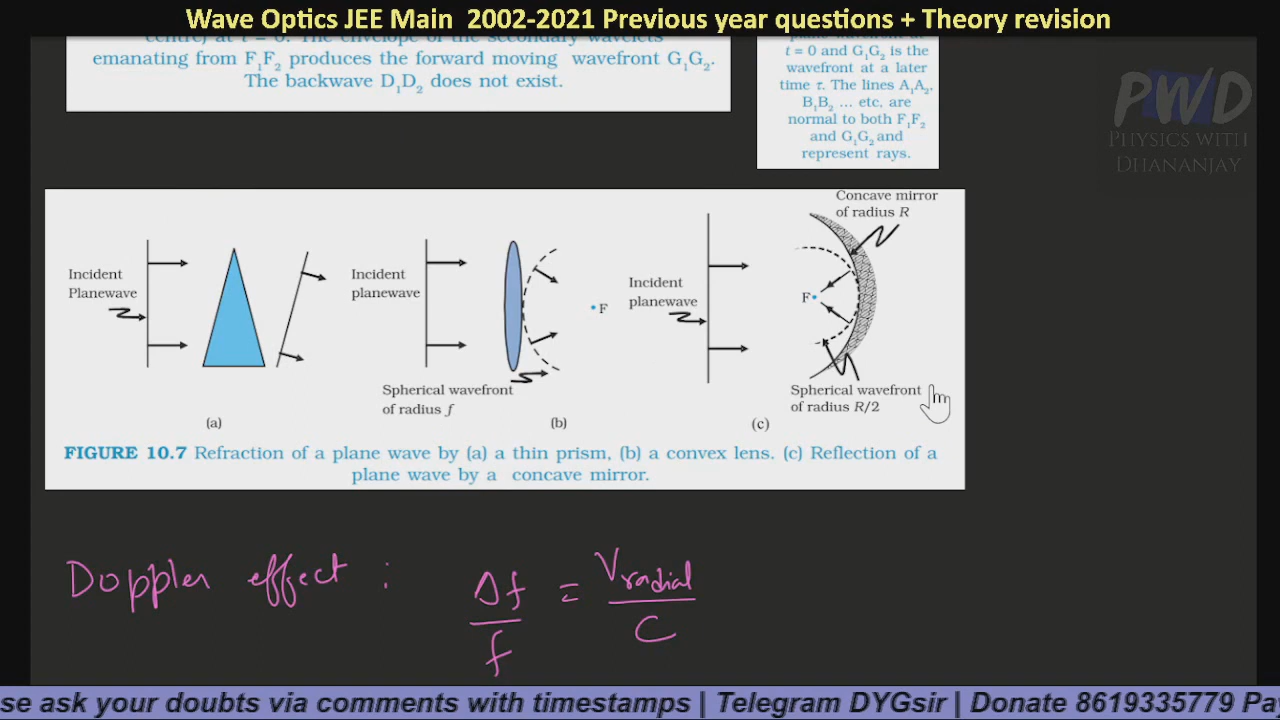 Wave Optics JEE Main 2002-2021 Previous year questions + Theory revision
emanating from F₁F₂ produces the forward moving wavefront G₁G₂.
The backwave D₁D₂ does not exist.
t = 0 and G₁G₂ is the
wavefront at a later
time τ. The lines A₁A₂,
B₁B₂ ... etc, are
normal to both F₁F₂
and G₁G₂ and
represent rays.
PWD
PHYSICS WITH
DHANANJAY
Incident
Planewave
(a)
Incident
planewave
F
Spherical wavefront
of radius f
(b)
Incident
planewave
Concave mirror
of radius R
F
Spherical wavefront
of radius R/2
(c)
FIGURE 10.7 Refraction of a plane wave by (a) a thin prism, (b) a convex lens. (c) Reflection of a
plane wave by a concave mirror.
Doppler effect : Δf/f = Vradial/C
se ask your doubts via comments with timestamps | Telegram DYGsir | Donate 8619335779 Pa